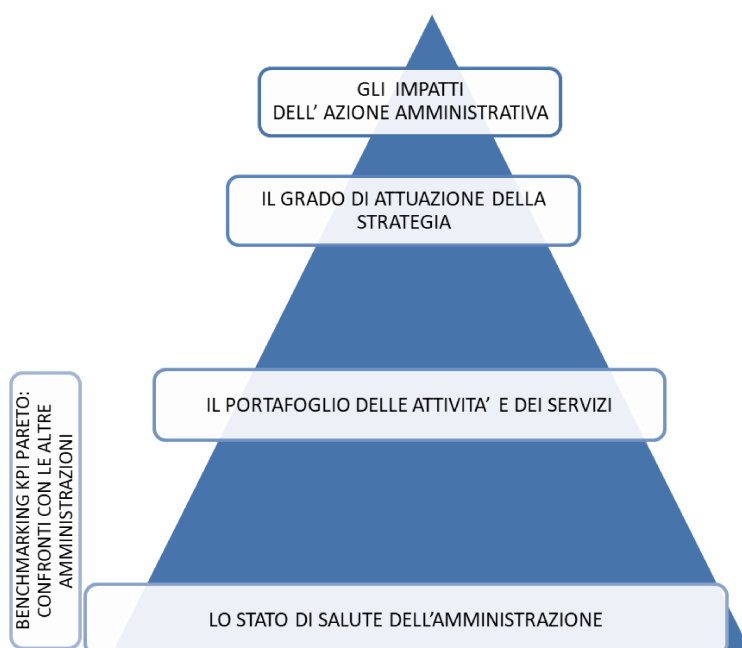 GLI IMPATTI
DELL' AZIONE AMMINISTRATIVA
IL GRADO DI ATTUAZIONE DELLA
STRATEGIA
IL PORTAFOGLIO DELLE ATTIVITA' E DEI SERVIZI
BENCHMARKING KPI PARETO:
CONFRONTI CON LE ALTRE
AMMINISTRAZIONI
LO STATO DI SALUTE DELL'AMMINISTRAZIONE